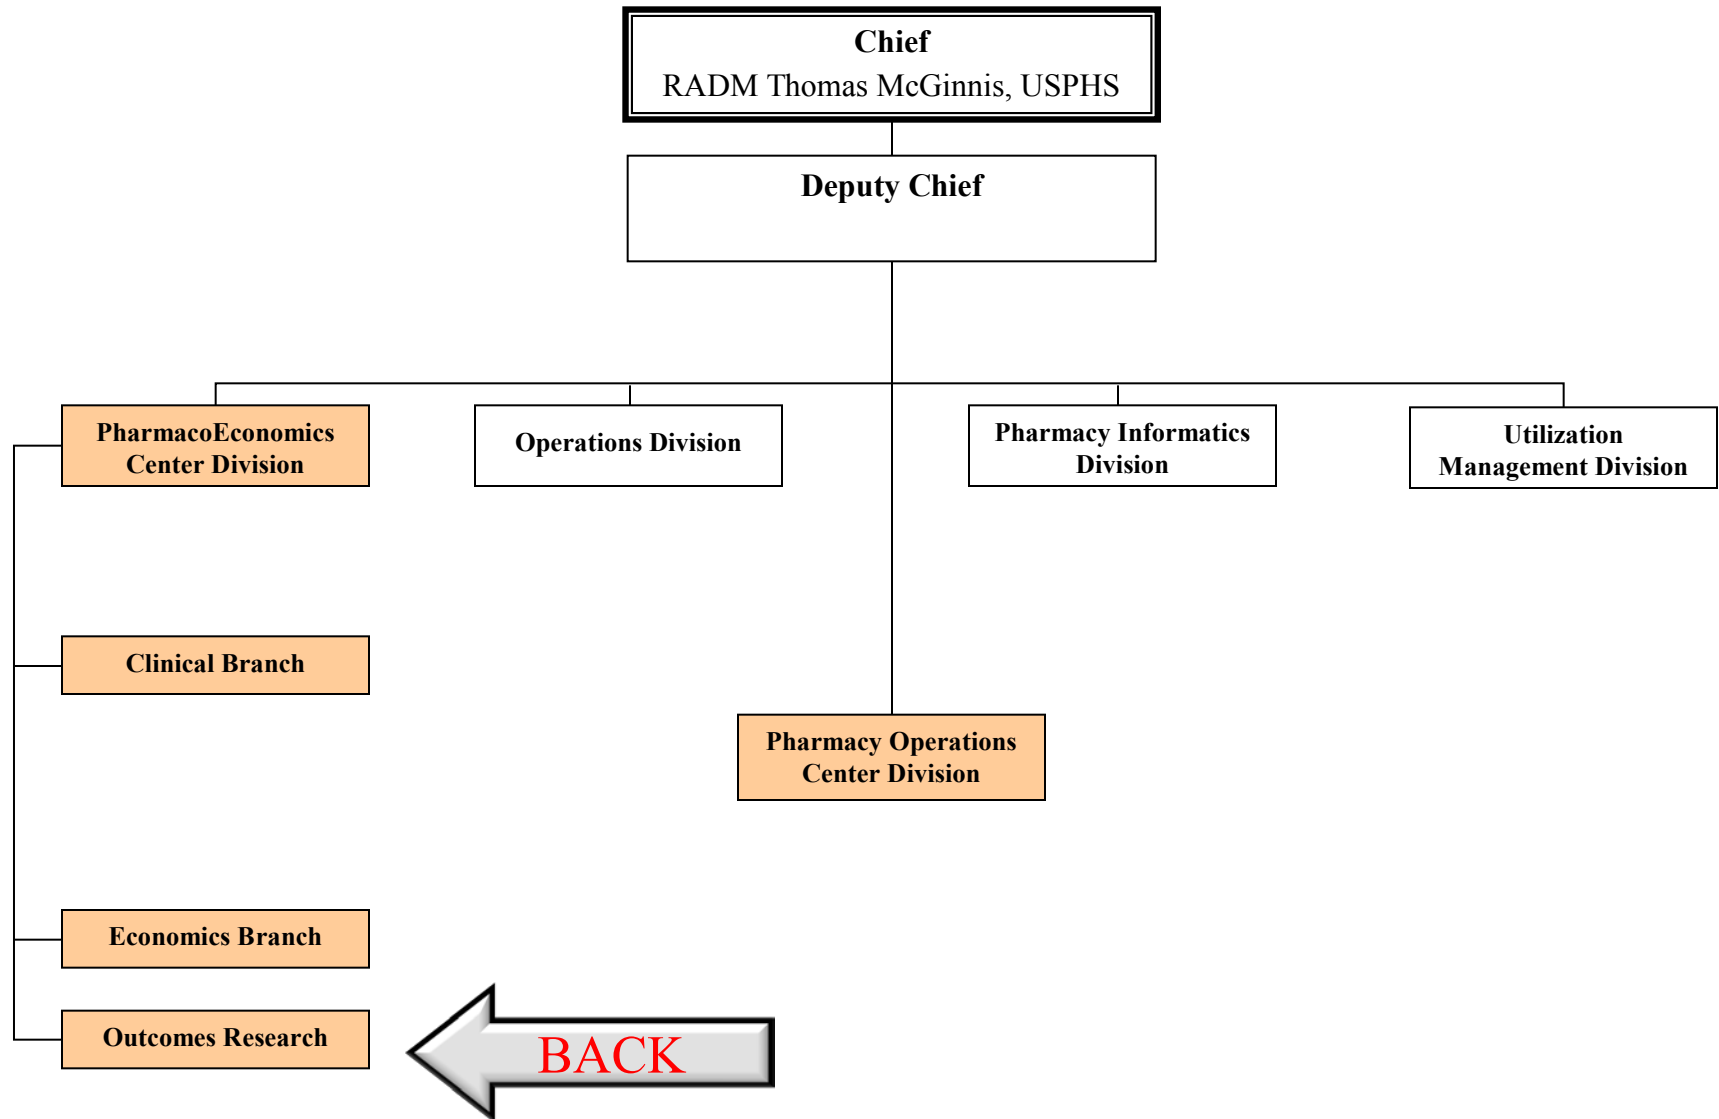 Chief
RADM Thomas McGinnis, USPHS
Deputy Chief
PharmacoEconomics
Center Division
Operations Division
Pharmacy Informatics
Division
Utilization
Management Division
Clinical Branch
Pharmacy Operations
Center Division
Economics Branch
Outcomes Research
BACK